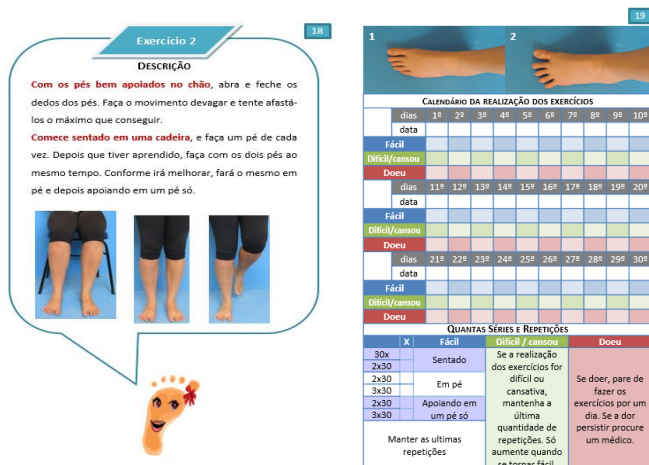 18
Exercício 2
DESCRIÇÃO
Com os pés bem apoiados no chão, abra e feche os
dedos dos pés. Faça o movimento devagar e tente afastá-
los o máximo que conseguir.
Comece sentado em uma cadeira, e faça um pé de cada
vez. Depois que tiver aprendido, faça com os dois pés ao
mesmo tempo. Conforme irá melhorar, fará o mesmo em
pé e depois apoiando em um pé só.
19
1 2
CALENDÁRIO DA REALIZAÇÃO DOS EXERCÍCIOS
dias 1º 2º 3º 4º 5º 6º 7º 8º 9º 10º
data
Fácil
Difícil/cansou
Doeu
dias 11º 12º 13º 14º 15º 16º 17º 18º 19º 20º
data
Fácil
Difícil/cansou
Doeu
dias 21º 22º 23º 24º 25º 26º 27º 28º 29º 30º
data
Fácil
Difícil/cansou
Doeu
QUANTAS SÉRIES E REPETIÇÕES
X Fácil Difícil / cansou Doeu
30x
2x30
Sentado
2x30
3x30
Em pé
2x30
3x30
Apoiando em
um pé só
Manter as ultimas
repetições
Se a realização
dos exercícios for
difícil ou
cansativa,
mantenha a
última
quantidade de
repetições. Só
aumente quando
se tornar fácil
Se doer, pare de
fazer os
exercícios por um
dia. Se a dor
persistir procure
um médico.